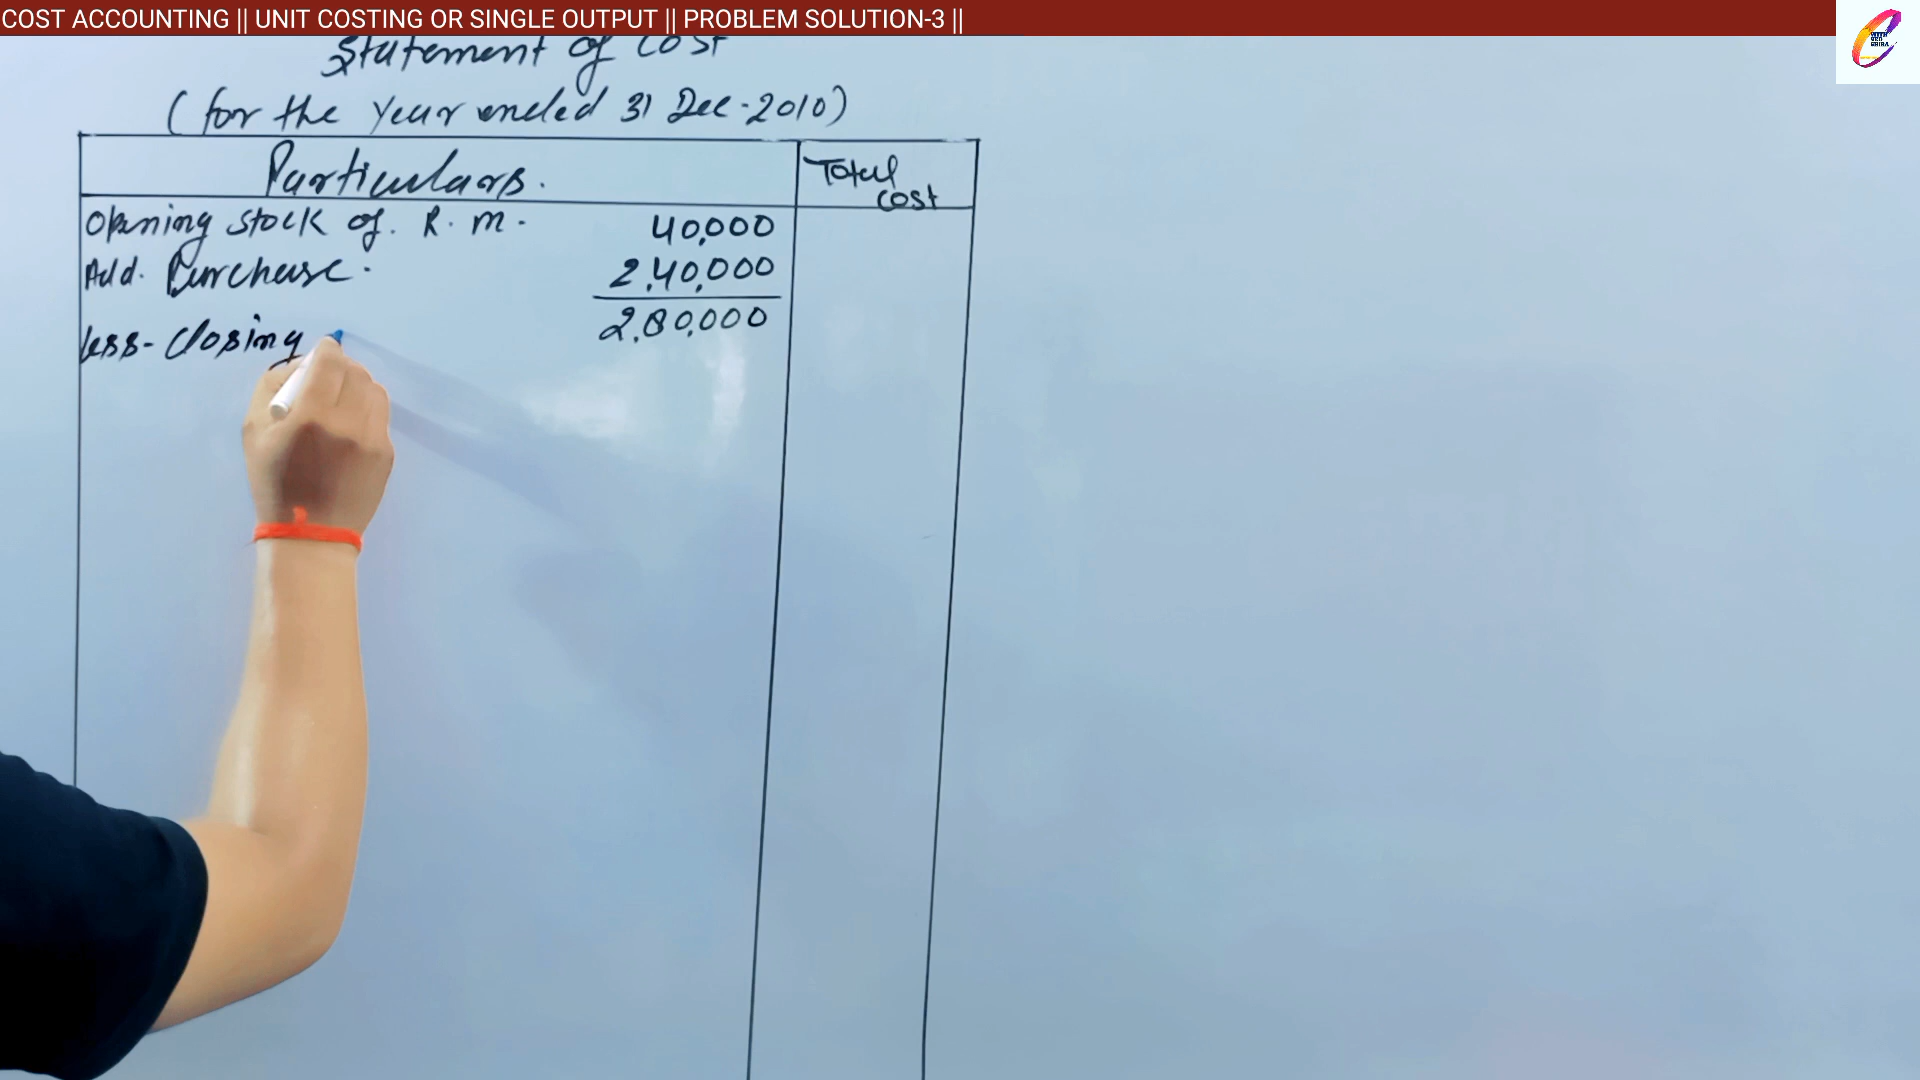 COST ACCOUNTING || UNIT COSTING OR SINGLE OUTPUT || PROBLEM SOLUTION-3 ||
Statement of Cost
(for the Year ended 31 Dec-2010)
Particulars. Total cost
Opening stock of. R.M. 40,000
Add. Purchase. 2,40,000
2,80,000
Less-Closing